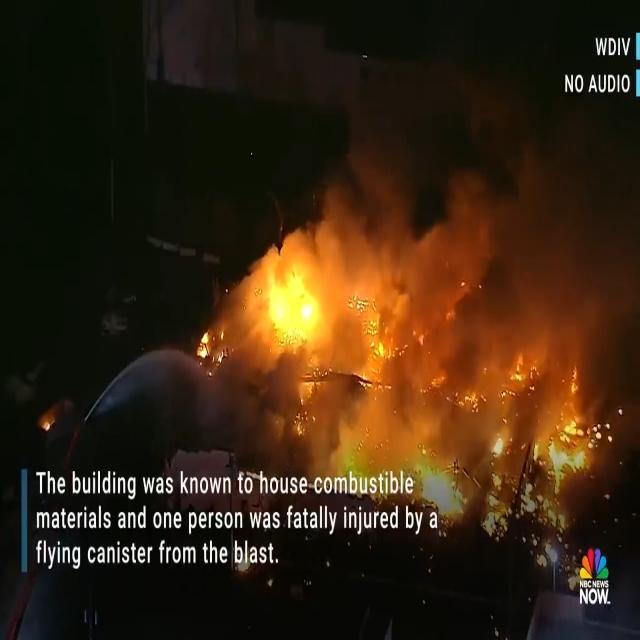 WDIV
NO AUDIO
The building was known to house combustible
materials and one person was fatally injured by a
flying canister from the blast.
NBC NEWS
NOW